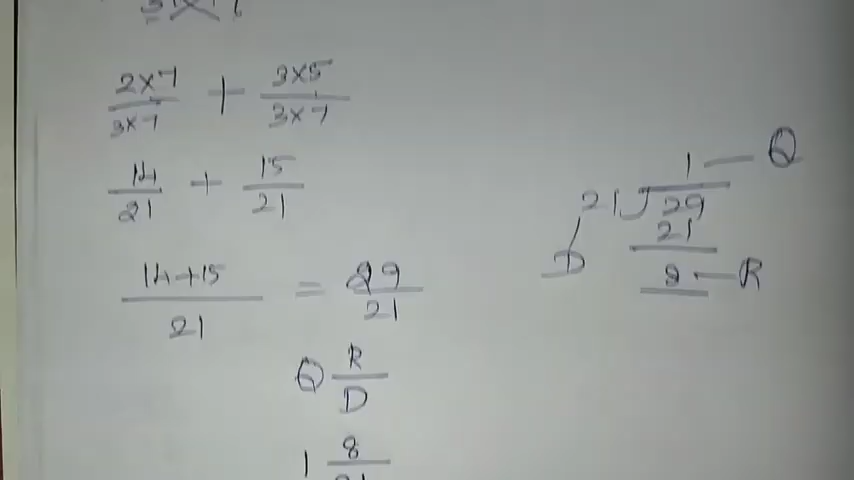 2×7/3×7 + 3×5/3×7
14/21 + 15/21
14+15/21 = 29/21
Q R/D
1 8/21
1 — Q
21)29
21
D
8 — R